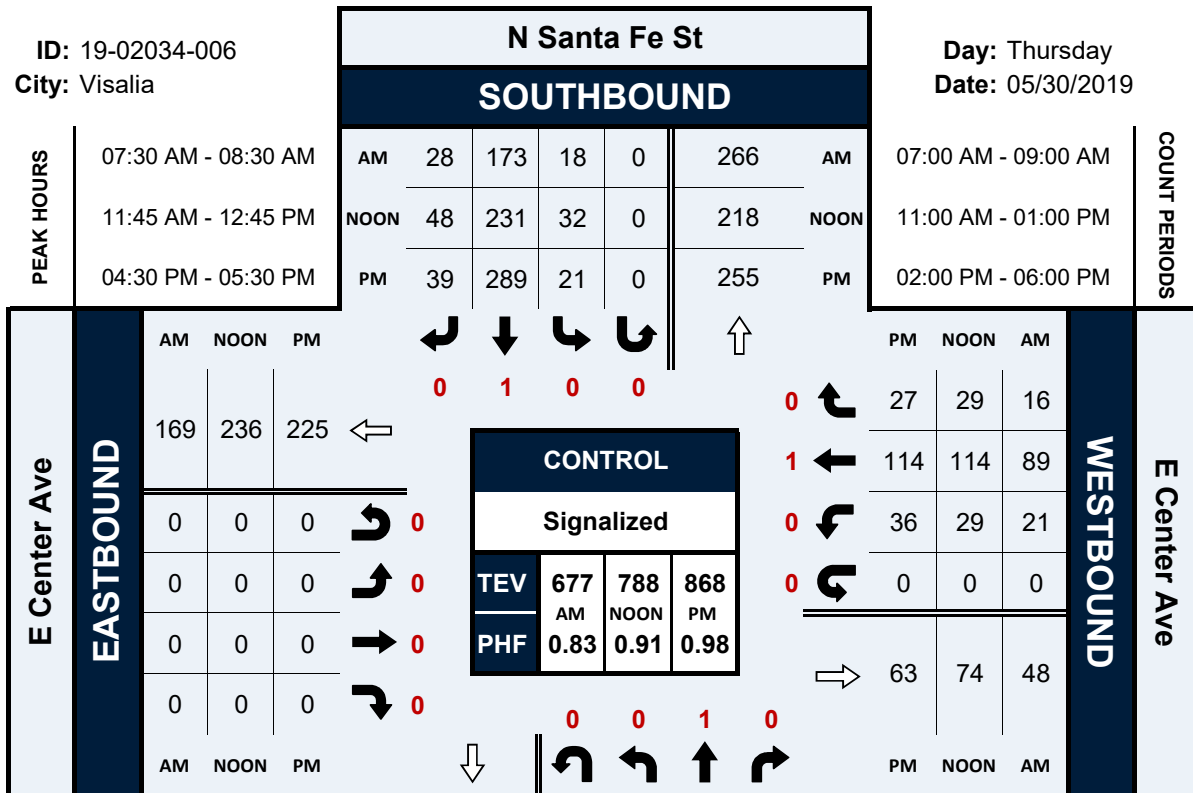 N Santa Fe St
ID: 19-02034-006
City: Visalia
Day: Thursday
Date: 05/30/2019
SOUTHBOUND
PEAK HOURS
07:30 AM - 08:30 AM
AM 28 173 18 0 266 AM
07:00 AM - 09:00 AM
COUNT PERIODS
11:45 AM - 12:45 PM
NOON 48 231 32 0 218 NOON
11:00 AM - 01:00 PM
04:30 PM - 05:30 PM
PM 39 289 21 0 255 PM
02:00 PM - 06:00 PM
E Center Ave
EASTBOUND
AM NOON PM
169 236 225
0 0 0 0
0 0 0 0
0 0 0 0
0 0 0 0
AM NOON PM
0 1 0 0
CONTROL
Signalized
TEV 677 788 868
AM NOON PM
PHF 0.83 0.91 0.98
0 0 1 0
PM NOON AM
0 27 29 16
1 114 114 89
0 36 29 21
0 0 0 0
63 74 48
PM NOON AM
WESTBOUND
E Center Ave